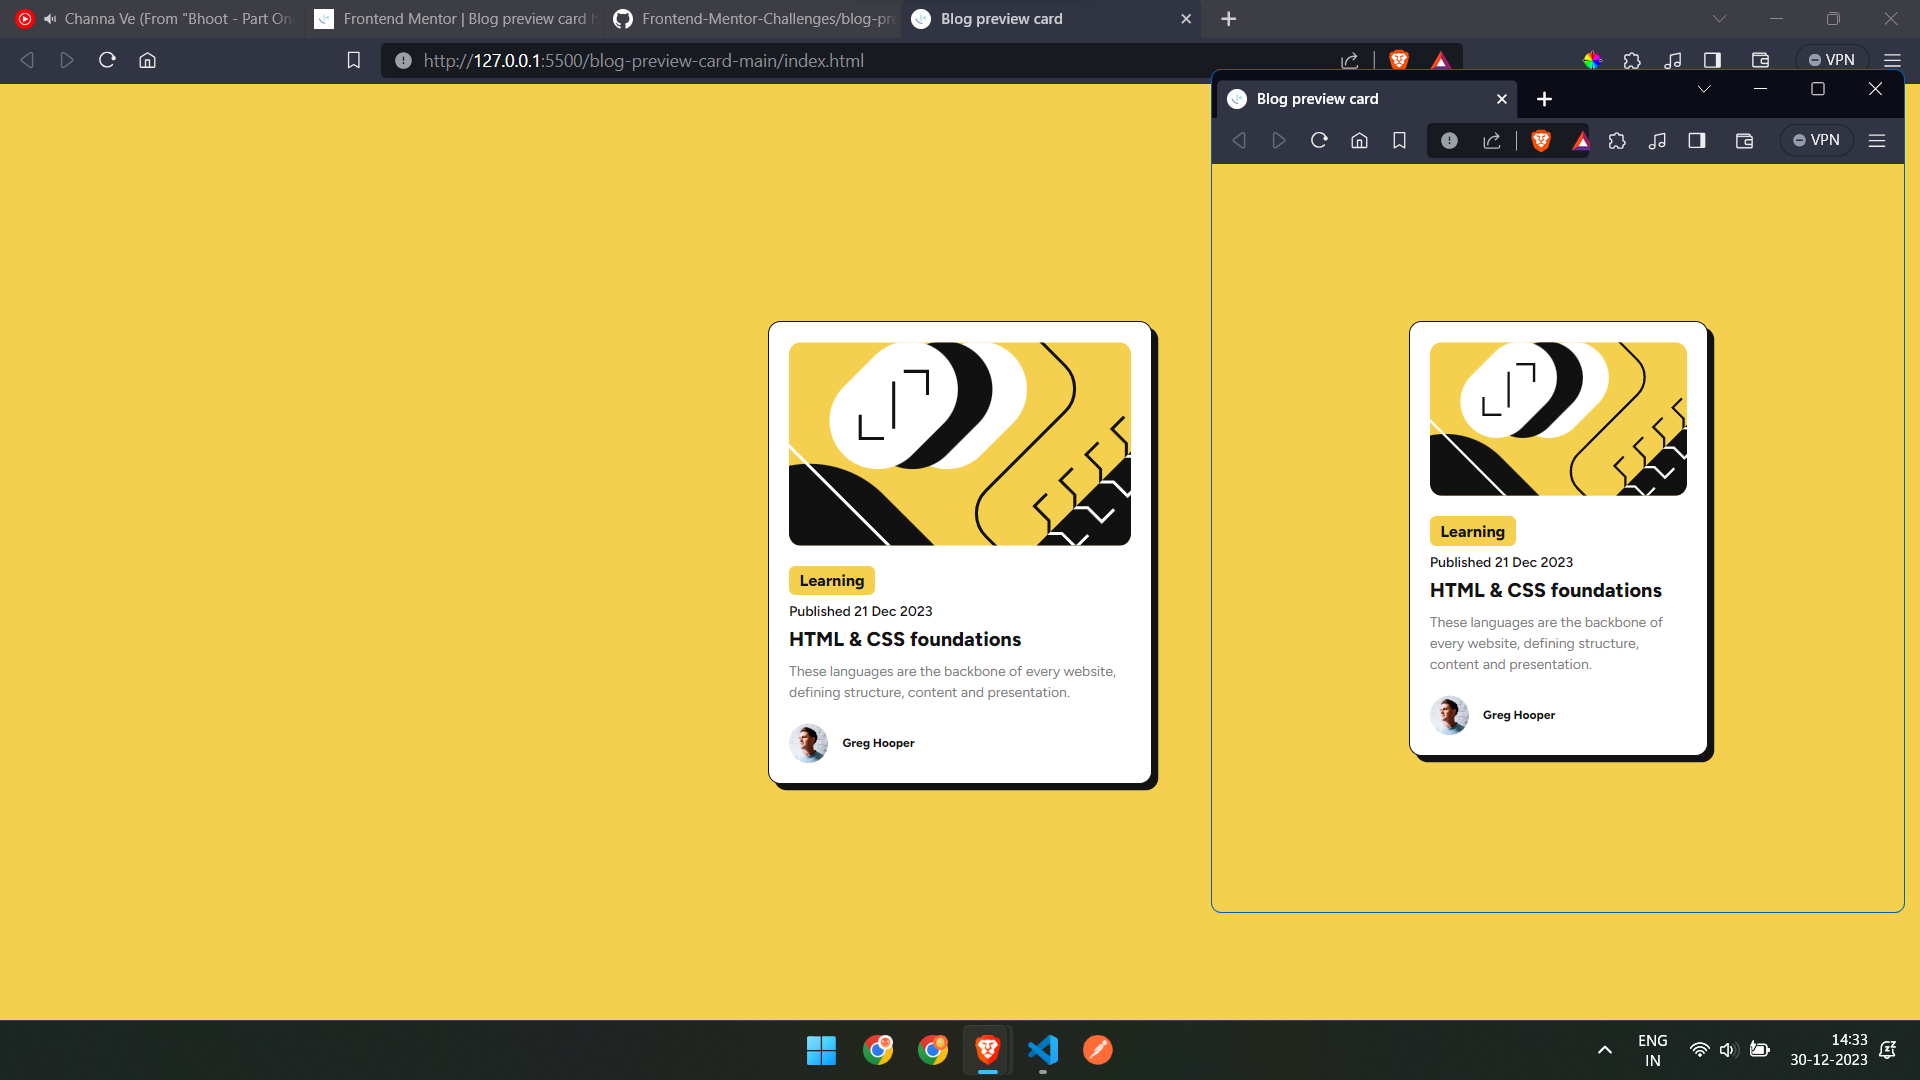 Channa Ve (From "Bhoot - Part On
Frontend Mentor | Blog preview card h
Frontend-Mentor-Challenges/blog-pre
Blog preview card
http://127.0.0.1:5500/blog-preview-card-main/index.html
VPN
Blog preview card
VPN
Learning
Published 21 Dec 2023
HTML & CSS foundations
These languages are the backbone of every website,
defining structure, content and presentation.
Greg Hooper
Learning
Published 21 Dec 2023
HTML & CSS foundations
These languages are the backbone of
every website, defining structure,
content and presentation.
Greg Hooper
ENG
IN
14:33
30-12-2023